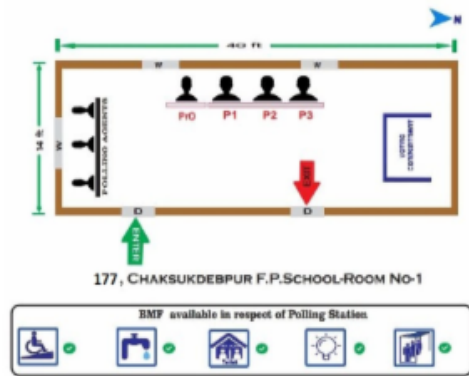 N
40 ft
W W
PrO P1 P2 P3
14 ft
W
POLLING AGENTS
VOTING
COMPARTMENT
EXIT
D D
ENTER
177, CHAKSUKDEBPUR F.P.SCHOOL-ROOM NO-1
BMF available in respect of Polling Station